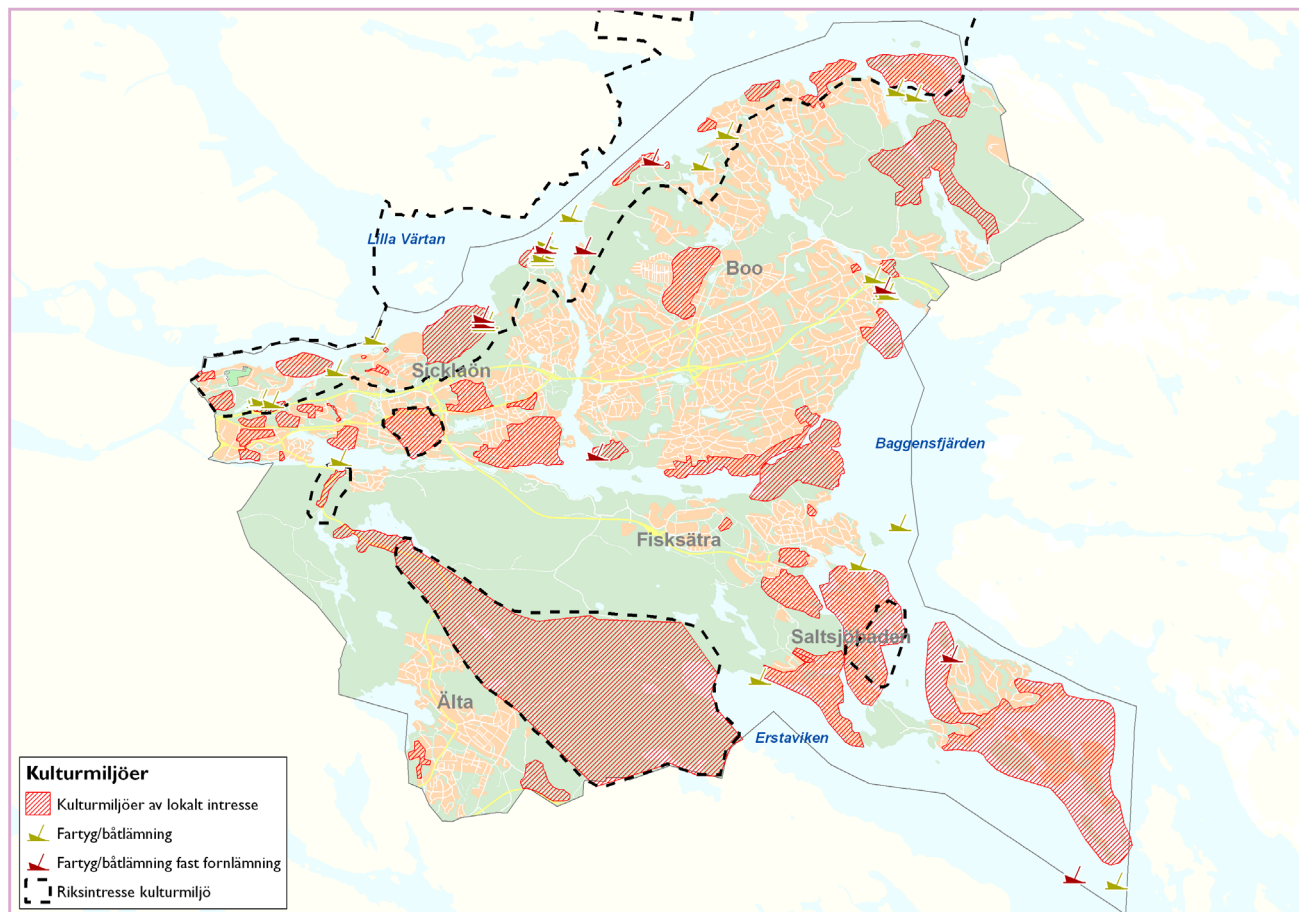 Lilla Värtan
Boo
Sicklaön
Baggensfjärden
Fisksätra
Saltsjöbaden
Älta
Erstaviken
Kulturmiljöer
Kulturmiljöer av lokalt intresse
Fartyg/båtlämning
Fartyg/båtlämning fast fornlämning
Riksintresse kulturmiljö